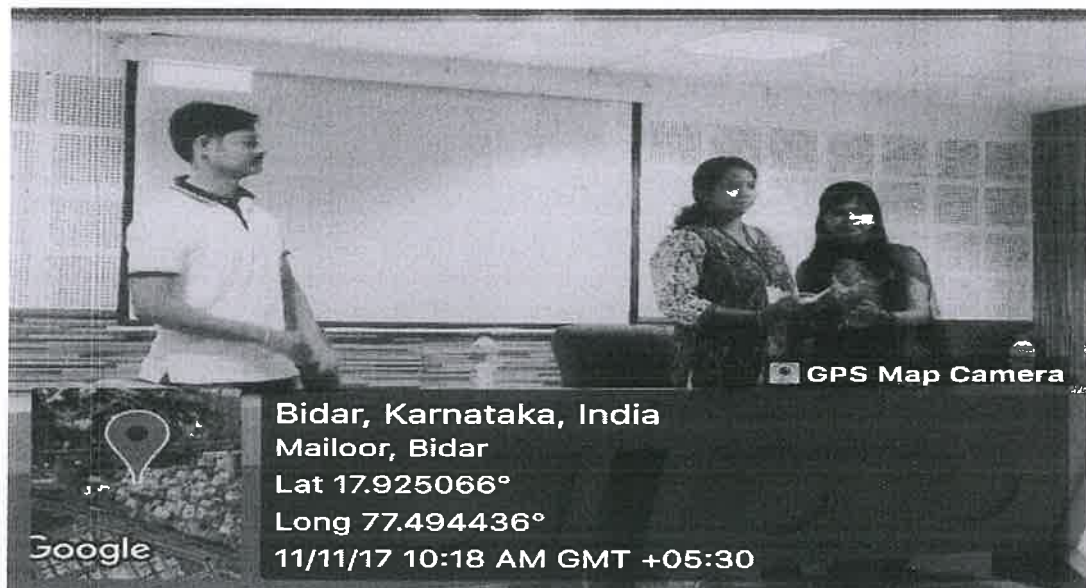 GPS Map Camera
Bidar, Karnataka, India
Mailoor, Bidar
Lat 17.925066°
Long 77.494436°
11/11/17 10:18 AM GMT +05:30
Google